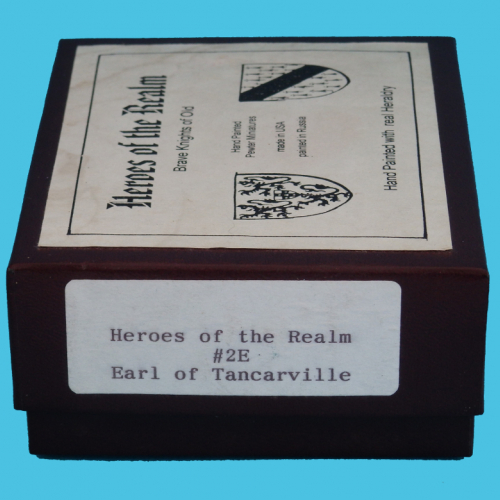 Heroes of the Realm
Brave Knights of Old
Hand Painted
Pewter Miniatures
made in USA
painted in Russia
Hand Painted with real Heraldry
Heroes of the Realm
#2E
Earl of Tancarville